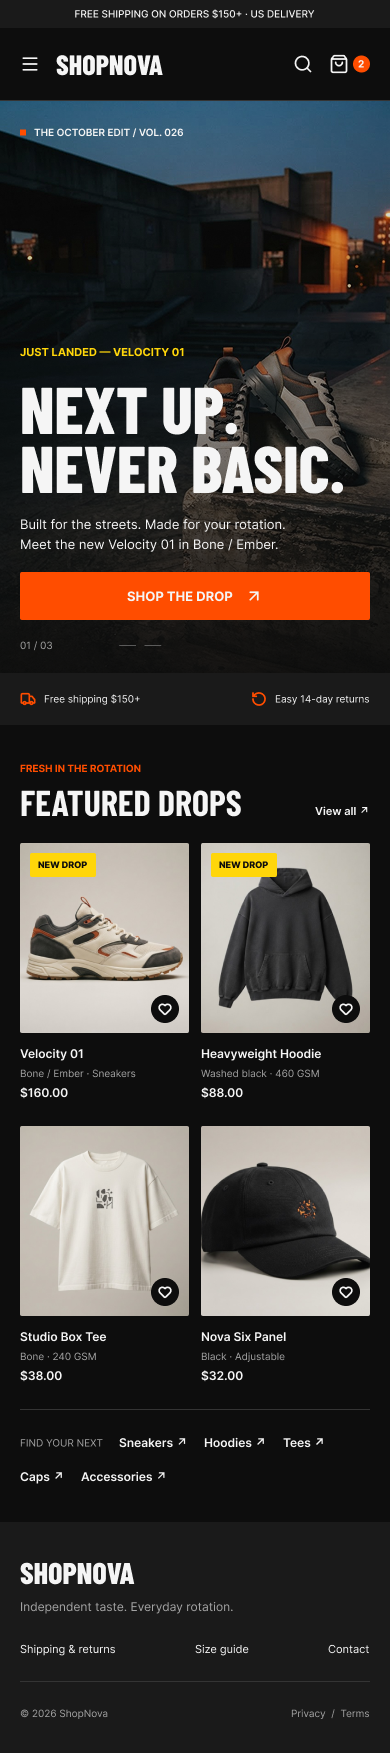 FREE SHIPPING ON ORDERS $150+ · US DELIVERY
SHOPNOVA
2
THE OCTOBER EDIT / VOL. 026
JUST LANDED — VELOCITY 01
NEXT UP.
NEVER BASIC.
Built for the streets. Made for your rotation.
Meet the new Velocity 01 in Bone / Ember.
SHOP THE DROP ↗
01 / 03
Free shipping $150+
Easy 14-day returns
FRESH IN THE ROTATION
FEATURED DROPS
View all ↗
NEW DROP
NEW DROP
Velocity 01
Bone / Ember · Sneakers
$160.00
Heavyweight Hoodie
Washed black · 460 GSM
$88.00
Studio Box Tee
Bone · 240 GSM
$38.00
Nova Six Panel
Black · Adjustable
$32.00
FIND YOUR NEXT Sneakers ↗ Hoodies ↗ Tees ↗
Caps ↗ Accessories ↗
SHOPNOVA
Independent taste. Everyday rotation.
Shipping & returns Size guide Contact
© 2026 ShopNova Privacy / Terms